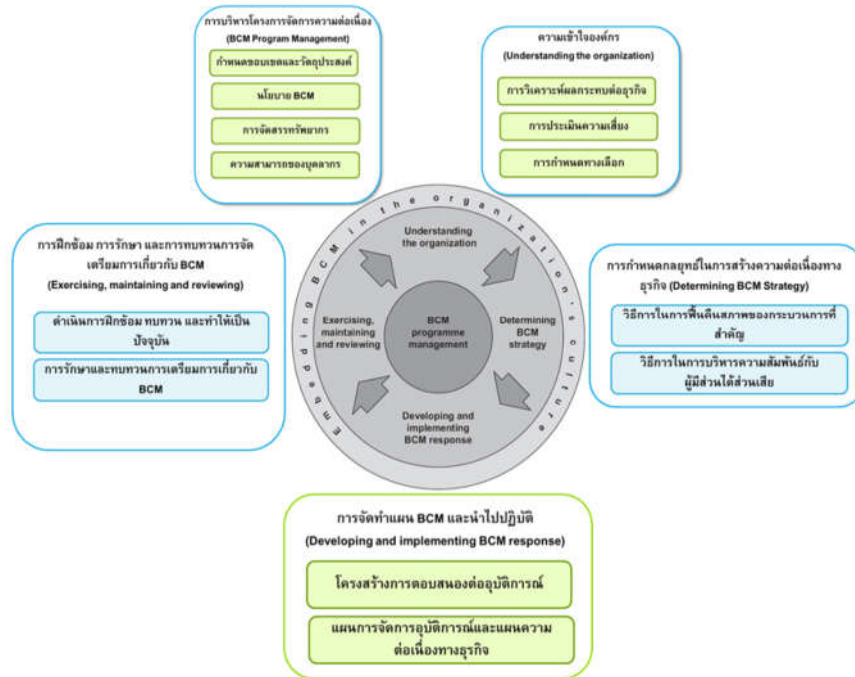 การบริหารโครงการจัดการความต่อเนื่อง
(BCM Program Management)
กำหนดขอบเขตและวัตถุประสงค์
นโยบาย BCM
การจัดสรรทรัพยากร
ความสามารถของบุคลากร
ความเข้าใจองค์กร
(Understanding the organization)
การวิเคราะห์ผลกระทบต่อธุรกิจ
การประเมินความเสี่ยง
การกำหนดทางเลือก
การฝึกซ้อม การรักษา และการทบทวนการจัด
เตรียมการเกี่ยวกับ BCM
(Exercising, maintaining and reviewing)
ดำเนินการฝึกซ้อม ทบทวน และทำให้เป็น
ปัจจุบัน
การรักษาและทบทวนการเตรียมการเกี่ยวกับ
BCM
Embedding BCM in the organization's culture
Understanding
the organization
Exercising,
maintaining
and reviewing
BCM
programme
management
Determining
BCM
strategy
Developing and
implementing
BCM response
การกำหนดกลยุทธ์ในการสร้างความต่อเนื่องทาง
ธุรกิจ (Determining BCM Strategy)
วิธีการในการฟื้นคืนสภาพของกระบวนการที่
สำคัญ
วิธีการในการบริหารความสัมพันธ์กับ
ผู้มีส่วนได้ส่วนเสีย
การจัดทำแผน BCM และนำไปปฏิบัติ
(Developing and implementing BCM response)
โครงสร้างการตอบสนองต่ออุบัติการณ์
แผนการจัดการอุบัติการณ์และแผนความ
ต่อเนื่องทางธุรกิจ